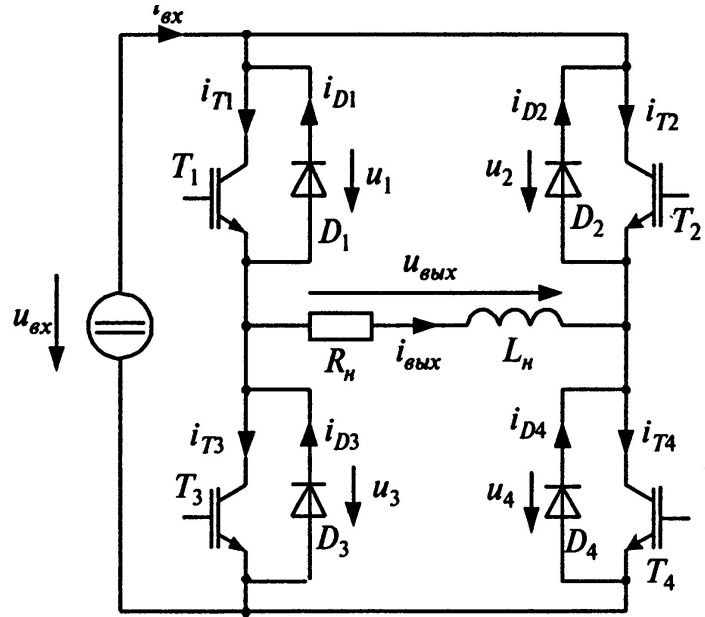 iвх
iT1 iD1 iD2 iT2
T1 u1 u2 T2
D1 D2
uвых
uвх
Rн iвых Lн
iT3 iD3 iD4 iT4
T3 u3 u4 T4
D3 D4